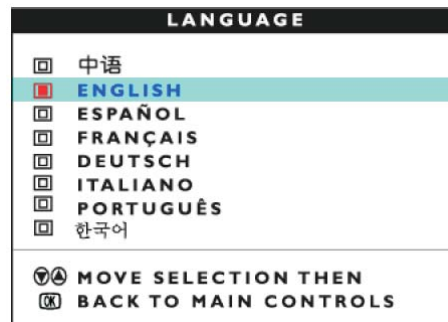 LANGUAGE
中语
ENGLISH
ESPAÑOL
FRANÇAIS
DEUTSCH
ITALIANO
PORTUGUÊS
한국어
MOVE SELECTION THEN
OK BACK TO MAIN CONTROLS